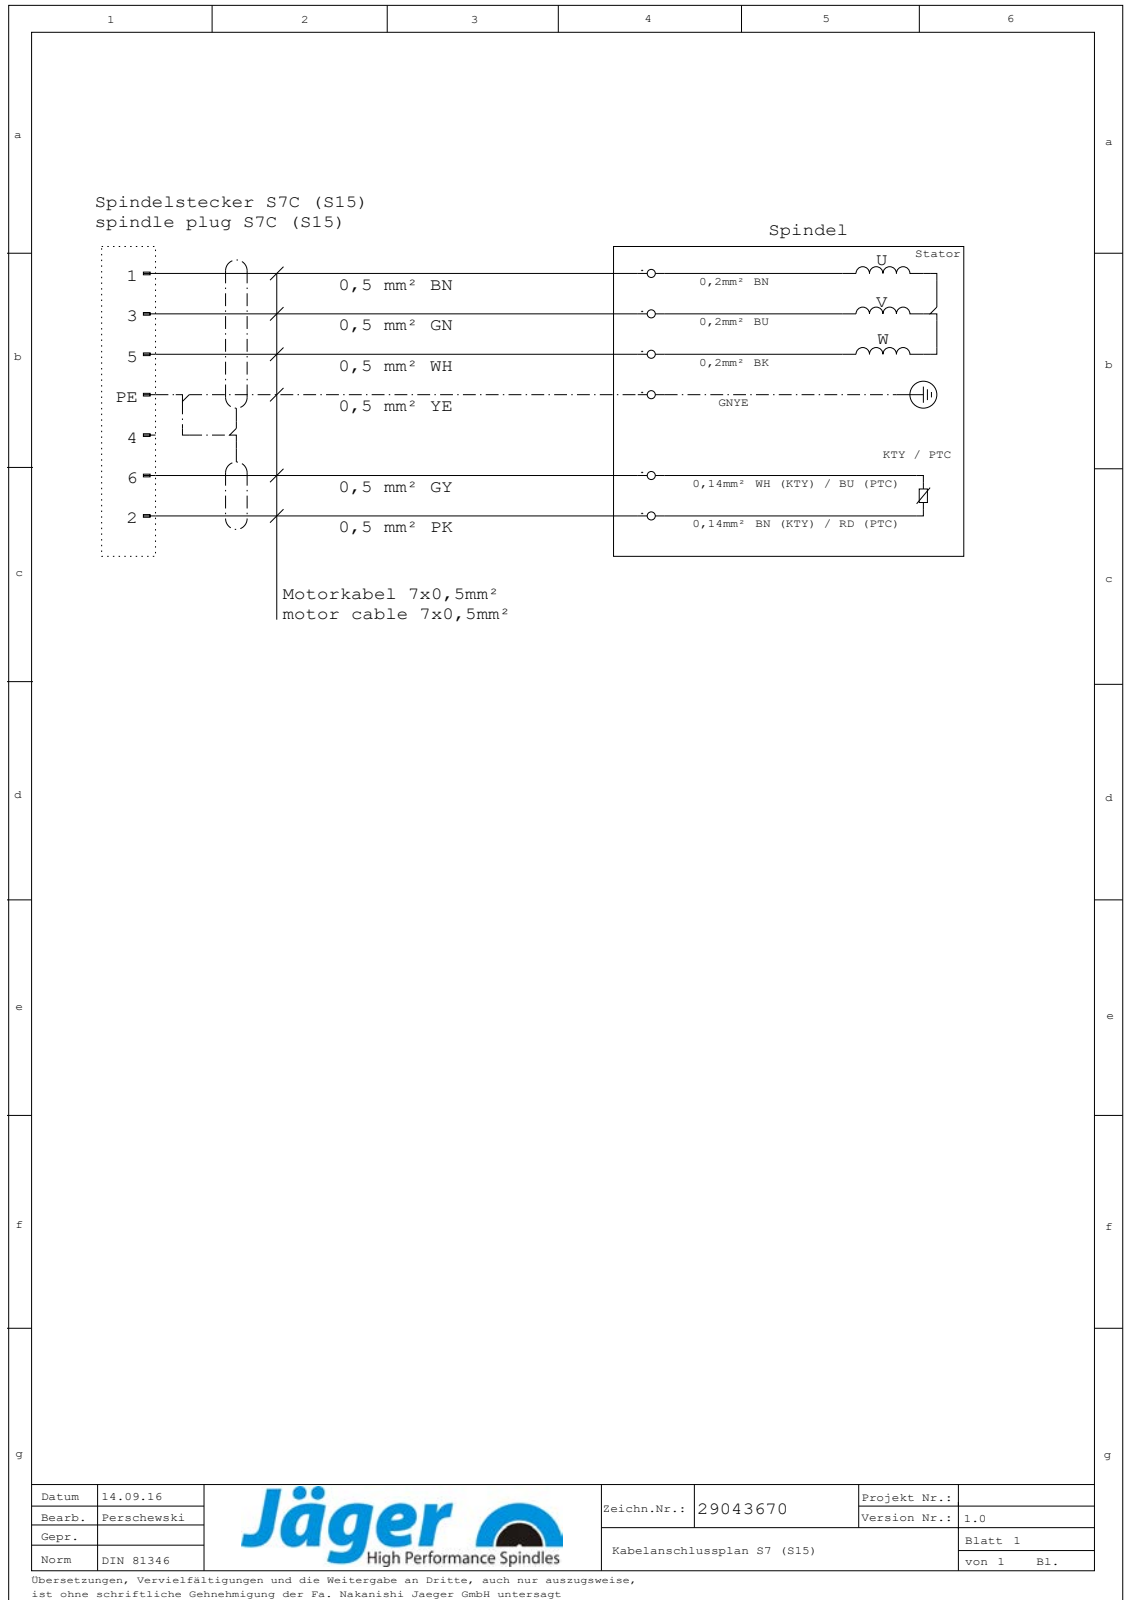 1 2 3 4 5 6
a a
Spindelstecker S7C (S15)
spindle plug S7C (S15)
Spindel
Stator
1 0,5 mm² BN 0,2mm² BN U
3 0,5 mm² GN 0,2mm² BU V
b b
5 0,5 mm² WH 0,2mm² BK W
PE 0,5 mm² YE GNYE
4
KTY / PTC
6 0,5 mm² GY 0,14mm² WH (KTY) / BU (PTC)
2 0,5 mm² PK 0,14mm² BN (KTY) / RD (PTC)
c c
Motorkabel 7x0,5mm²
motor cable 7x0,5mm²
d d
e e
f f
g g
Datum 14.09.16
Bearb. Perschewski
Gepr.
Norm DIN 81346
Jäger
High Performance Spindles
Zeichn.Nr.: 29043670
Kabelanschlussplan S7 (S15)
Projekt Nr.:
Version Nr.: 1.0
Blatt 1
von 1 Bl.
Übersetzungen, Vervielfältigungen und die Weitergabe an Dritte, auch nur auszugsweise,
ist ohne schriftliche Gehnehmigung der Fa. Nakanishi Jaeger GmbH untersagt